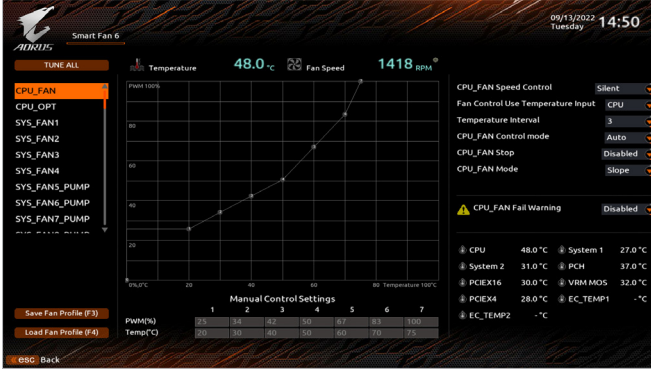 AORUS
Smart Fan 6
09/13/2022
Tuesday
14:50
TUNE ALL
Temperature 48.0 °C Fan Speed 1418 RPM
CPU_FAN
CPU_OPT
SYS_FAN1
SYS_FAN2
SYS_FAN3
SYS_FAN4
SYS_FAN5_PUMP
SYS_FAN6_PUMP
SYS_FAN7_PUMP
PWM 100%
80
60
40
20
0%,0°C 20 40 60 80 Temperature 100°C
CPU_FAN Speed Control Silent
Fan Control Use Temperature Input CPU
Temperature Interval 3
CPU_FAN Control mode Auto
CPU_FAN Stop Disabled
CPU_FAN Mode Slope
CPU_FAN Fail Warning Disabled
CPU 48.0°C System 1 27.0°C
System 2 31.0°C PCH 37.0°C
PCIEX16 30.0°C VRM MOS 32.0°C
PCIEX4 28.0°C EC_TEMP1 -°C
EC_TEMP2 -°C
Manual Control Settings
1 2 3 4 5 6 7
PWM(%) 25 34 42 50 67 83 100
Temp(°C) 20 30 40 50 60 70 75
Save Fan Profile (F3)
Load Fan Profile (F4)
esc Back